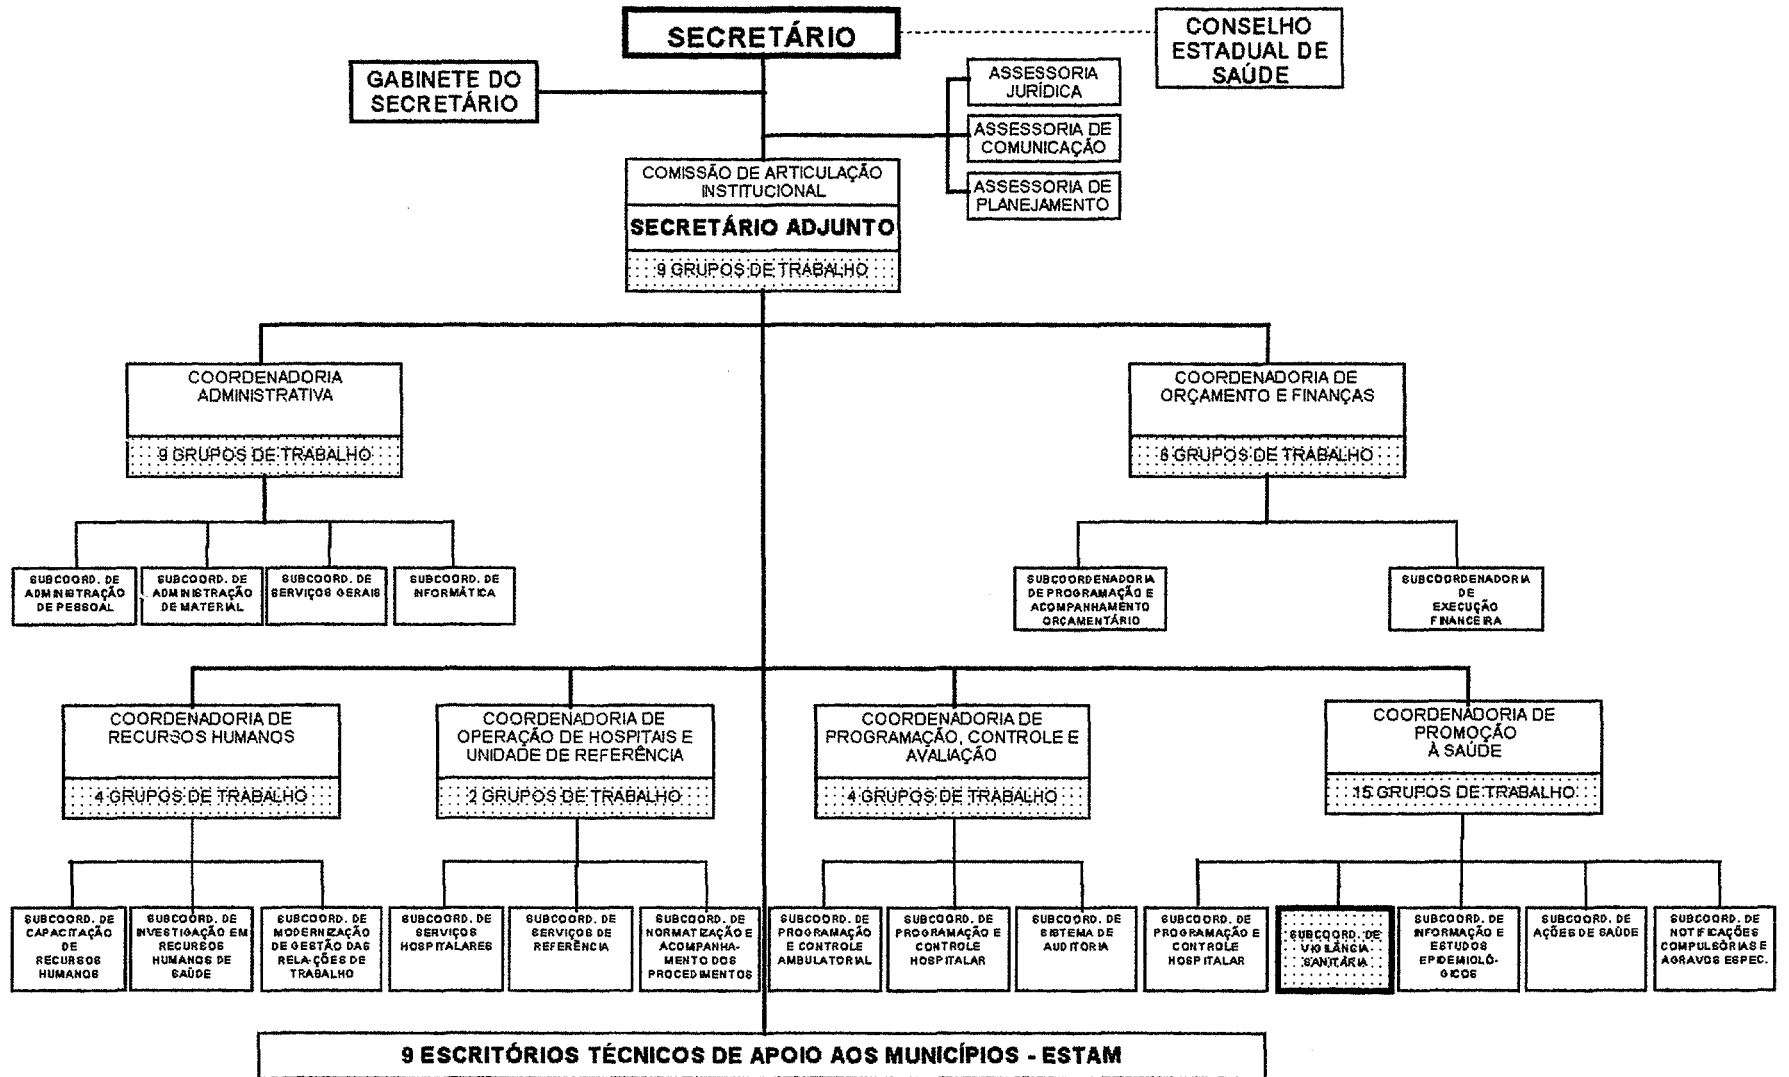 SECRETÁRIO
CONSELHO
ESTADUAL DE
SAÚDE
GABINETE DO
SECRETÁRIO
ASSESSORIA
JURÍDICA
ASSESSORIA DE
COMUNICAÇÃO
ASSESSORIA DE
PLANEJAMENTO
COMISSÃO DE ARTICULAÇÃO
INSTITUCIONAL
SECRETÁRIO ADJUNTO
9 GRUPOS DE TRABALHO
COORDENADORIA
ADMINISTRATIVA
9 GRUPOS DE TRABALHO
COORDENADORIA DE
ORÇAMENTO E FINANÇAS
6 GRUPOS DE TRABALHO
SUBCOORD. DE
ADMINISTRAÇÃO
DE PESSOAL
SUBCOORD. DE
ADMINISTRAÇÃO
DE MATERIAL
SUBCOORD. DE
SERVIÇOS GERAIS
SUBCOORD. DE
INFORMÁTICA
SUBCOORDENADORIA
DE PROGRAMAÇÃO E
ACOMPANHAMENTO
ORÇAMENTÁRIO
SUBCOORDENADORIA
DE
EXECUÇÃO
FINANCEIRA
COORDENADORIA DE
RECURSOS HUMANOS
4 GRUPOS DE TRABALHO
COORDENADORIA DE
OPERAÇÃO DE HOSPITAIS E
UNIDADE DE REFERÊNCIA
2 GRUPOS DE TRABALHO
COORDENADORIA DE
PROGRAMAÇÃO, CONTROLE E
AVALIAÇÃO
4 GRUPOS DE TRABALHO
COORDENADORIA DE
PROMOÇÃO
À SAÚDE
15 GRUPOS DE TRABALHO
SUBCOORD. DE
CAPACITAÇÃO
DE
RECURSOS
HUMANOS
SUBCOORD. DE
INVESTIGAÇÃO EM
RECURSOS
HUMANOS DE
SAÚDE
SUBCOORD. DE
MODERNIZAÇÃO
DE GESTÃO DAS
RELA-ÇÕES DE
TRABALHO
SUBCOORD. DE
SERVIÇOS
HOSPITALARES
SUBCOORD. DE
SERVIÇOS DE
REFERÊNCIA
SUBCOORD. DE
NORMATIZAÇÃO E
ACOMPANHA-
MENTO DOS
PROCEDIMENTOS
SUBCOORD. DE
PROGRAMAÇÃO
E CONTROLE
AMBULATORIAL
SUBCOORD. DE
PROGRAMAÇÃO E
CONTROLE
HOSPITALAR
SUBCOORD. DE
SISTEMA DE
AUDITORIA
SUBCOORD. DE
PROGRAMAÇÃO E
CONTROLE
HOSPITALAR
SUBCOORD. DE
VIGILÂNCIA
SANITÁRIA
SUBCOORD. DE
INFORMAÇÃO E
ESTUDOS
EPIDEMIOLÓ-
GICOS
SUBCOORD. DE
AÇÕES DE SAÚDE
SUBCOORD. DE
NOTIFICAÇÕES
COMPULSÓRIAS E
AGRAVOS ESPEC.
9 ESCRITÓRIOS TÉCNICOS DE APOIO AOS MUNICÍPIOS - ESTAM